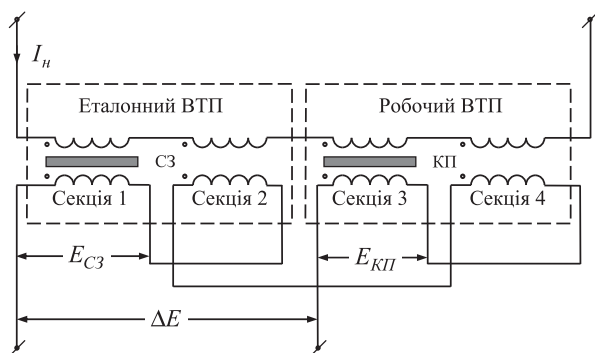 Iн
Еталонний ВТП
Робочий ВТП
СЗ
КП
Секція 1
Секція 2
Секція 3
Секція 4
EСЗ
EКП
ΔE